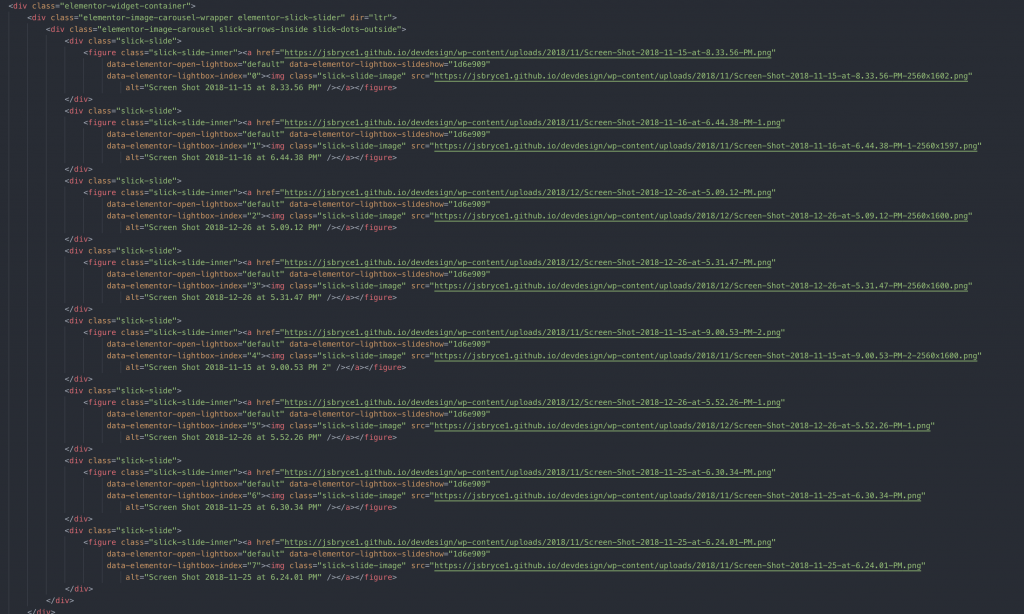 <div class="elementor-widget-container">
<div class="elementor-image-carousel-wrapper elementor-slick-slider" dir="ltr">
<div class="elementor-image-carousel slick-arrows-inside slick-dots-outside">
<div class="slick-slide">
<figure class="slick-slide-inner"><a href="https://jsbryce1.github.io/devdesign/wp-content/uploads/2018/11/Screen-Shot-2018-11-15-at-8.33.56-PM.png"
data-elementor-open-lightbox="default" data-elementor-lightbox-slideshow="1d6e909"
data-elementor-lightbox-index="0"><img class="slick-slide-image" src="https://jsbryce1.github.io/devdesign/wp-content/uploads/2018/11/Screen-Shot-2018-11-15-at-8.33.56-PM-2560x1602.png"
alt="Screen Shot 2018-11-15 at 8.33.56 PM" /></a></figure>
</div>
<div class="slick-slide">
<figure class="slick-slide-inner"><a href="https://jsbryce1.github.io/devdesign/wp-content/uploads/2018/11/Screen-Shot-2018-11-16-at-6.44.38-PM-1.png"
data-elementor-open-lightbox="default" data-elementor-lightbox-slideshow="1d6e909"
data-elementor-lightbox-index="1"><img class="slick-slide-image" src="https://jsbryce1.github.io/devdesign/wp-content/uploads/2018/11/Screen-Shot-2018-11-16-at-6.44.38-PM-1-2560x1597.png"
alt="Screen Shot 2018-11-16 at 6.44.38 PM" /></a></figure>
</div>
<div class="slick-slide">
<figure class="slick-slide-inner"><a href="https://jsbryce1.github.io/devdesign/wp-content/uploads/2018/12/Screen-Shot-2018-12-26-at-5.09.12-PM.png"
data-elementor-open-lightbox="default" data-elementor-lightbox-slideshow="1d6e909"
data-elementor-lightbox-index="2"><img class="slick-slide-image" src="https://jsbryce1.github.io/devdesign/wp-content/uploads/2018/12/Screen-Shot-2018-12-26-at-5.09.12-PM-2560x1600.png"
alt="Screen Shot 2018-12-26 at 5.09.12 PM" /></a></figure>
</div>
<div class="slick-slide">
<figure class="slick-slide-inner"><a href="https://jsbryce1.github.io/devdesign/wp-content/uploads/2018/12/Screen-Shot-2018-12-26-at-5.31.47-PM.png"
data-elementor-open-lightbox="default" data-elementor-lightbox-slideshow="1d6e909"
data-elementor-lightbox-index="3"><img class="slick-slide-image" src="https://jsbryce1.github.io/devdesign/wp-content/uploads/2018/12/Screen-Shot-2018-12-26-at-5.31.47-PM-2560x1600.png"
alt="Screen Shot 2018-12-26 at 5.31.47 PM" /></a></figure>
</div>
<div class="slick-slide">
<figure class="slick-slide-inner"><a href="https://jsbryce1.github.io/devdesign/wp-content/uploads/2018/11/Screen-Shot-2018-11-15-at-9.00.53-PM-2.png"
data-elementor-open-lightbox="default" data-elementor-lightbox-slideshow="1d6e909"
data-elementor-lightbox-index="4"><img class="slick-slide-image" src="https://jsbryce1.github.io/devdesign/wp-content/uploads/2018/11/Screen-Shot-2018-11-15-at-9.00.53-PM-2-2560x1600.png"
alt="Screen Shot 2018-11-15 at 9.00.53 PM 2" /></a></figure>
</div>
<div class="slick-slide">
<figure class="slick-slide-inner"><a href="https://jsbryce1.github.io/devdesign/wp-content/uploads/2018/12/Screen-Shot-2018-12-26-at-5.52.26-PM-1.png"
data-elementor-open-lightbox="default" data-elementor-lightbox-slideshow="1d6e909"
data-elementor-lightbox-index="5"><img class="slick-slide-image" src="https://jsbryce1.github.io/devdesign/wp-content/uploads/2018/12/Screen-Shot-2018-12-26-at-5.52.26-PM-1.png"
alt="Screen Shot 2018-12-26 at 5.52.26 PM" /></a></figure>
</div>
<div class="slick-slide">
<figure class="slick-slide-inner"><a href="https://jsbryce1.github.io/devdesign/wp-content/uploads/2018/11/Screen-Shot-2018-11-25-at-6.30.34-PM.png"
data-elementor-open-lightbox="default" data-elementor-lightbox-slideshow="1d6e909"
data-elementor-lightbox-index="6"><img class="slick-slide-image" src="https://jsbryce1.github.io/devdesign/wp-content/uploads/2018/11/Screen-Shot-2018-11-25-at-6.30.34-PM.png"
alt="Screen Shot 2018-11-25 at 6.30.34 PM" /></a></figure>
</div>
<div class="slick-slide">
<figure class="slick-slide-inner"><a href="https://jsbryce1.github.io/devdesign/wp-content/uploads/2018/11/Screen-Shot-2018-11-25-at-6.24.01-PM.png"
data-elementor-open-lightbox="default" data-elementor-lightbox-slideshow="1d6e909"
data-elementor-lightbox-index="7"><img class="slick-slide-image" src="https://jsbryce1.github.io/devdesign/wp-content/uploads/2018/11/Screen-Shot-2018-11-25-at-6.24.01-PM.png"
alt="Screen Shot 2018-11-25 at 6.24.01 PM" /></a></figure>
</div>
</div>
</div>